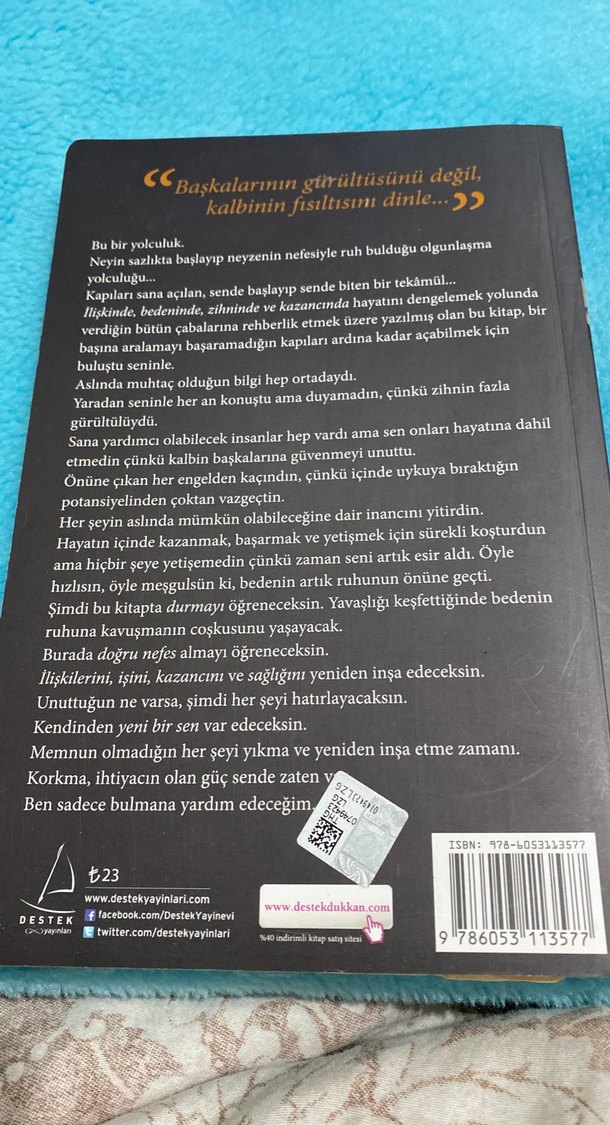 “Başkalarının gürültüsünü değil,
kalbinin fısıltısını dinle...”
Bu bir yolculuk.
Neyin sazlıkta başlayıp neyzenin nefesiyle ruh bulduğu olgunlaşma
yolculuğu...
Kapıları sana açılan, sende başlayıp sende biten bir tekâmül...
İlişkinde, bedeninde, zihninde ve kazancında hayatını dengelemek yolunda
verdiğin bütün çabalarına rehberlik etmek üzere yazılmış olan bu kitap, bir
başına aralamayı başaramadığın kapıları ardına kadar açabilmek için
buluştu seninle.
Aslında muhtaç olduğun bilgi hep ortadaydı.
Yaradan seninle her an konuştu ama duyamadın, çünkü zihnin fazla
gürültülüydü.
Sana yardımcı olabilecek insanlar hep vardı ama sen onları hayatına dahil
etmedin çünkü kalbin başkalarına güvenmeyi unuttu.
Önüne çıkan her engelden kaçındın, çünkü içinde uykuya bıraktığın
potansiyelinden çoktan vazgeçtin.
Her şeyin aslında mümkün olabileceğine dair inancını yitirdin.
Hayatın içinde kazanmak, başarmak ve yetişmek için sürekli koşturdun
ama hiçbir şeye yetişemedin çünkü zaman seni artık esir aldı. Öyle
hızlısın, öyle meşgulsün ki, bedenin artık ruhunun önüne geçti.
Şimdi bu kitapta durmayı öğreneceksin. Yavaşlığı keşfettiğinde bedenin
ruhuna kavuşmanın coşkusunu yaşayacak.
Burada doğru nefes almayı öğreneceksin.
İlişkilerini, işini, kazancını ve sağlığını yeniden inşa edeceksin.
Unuttuğun ne varsa, şimdi her şeyi hatırlayacaksın.
Kendinden yeni bir sen var edeceksin.
Memnun olmadığın her şeyi yıkma ve yeniden inşa etme zamanı.
Korkma, ihtiyacın olan güç sende zaten v
Ben sadece bulmana yardım edeceğim.
THG
LZG
₺23
DESTEK
yayınları
www.destekyayinlari.com
facebook.com/DestekYayinevi
twitter.com/destekyayinlari
www.destekdukkan.com
%40 indirimli kitap satış sitesi
ISBN: 978-6053113577
9 786053 113577